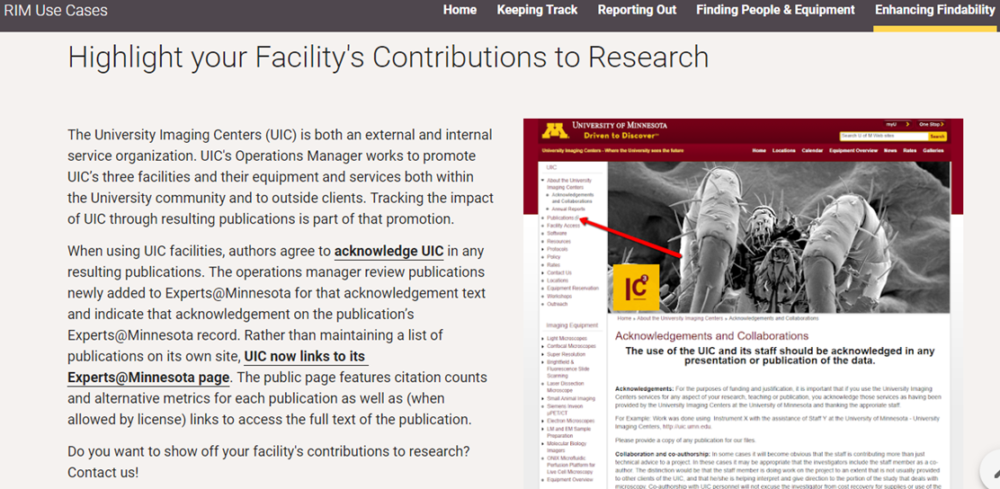 RIM Use Cases
Home Keeping Track Reporting Out Finding People & Equipment Enhancing Findability
Highlight your Facility's Contributions to Research
The University Imaging Centers (UIC) is both an external and internal
service organization. UIC's Operations Manager works to promote
UIC's three facilities and their equipment and services both within
the University community and to outside clients. Tracking the impact
of UIC through resulting publications is part of that promotion.
When using UIC facilities, authors agree to acknowledge UIC in any
resulting publications. The operations manager review publications
newly added to Experts@Minnesota for that acknowledgement text
and indicate that acknowledgement on the publication's
Experts@Minnesota record. Rather than maintaining a list of
publications on its own site, UIC now links to its
Experts@Minnesota page. The public page features citation counts
and alternative metrics for each publication as well as (when
allowed by license) links to access the full text of the publication.
Do you want to show off your facility's contributions to research?
Contact us!
M UNIVERSITY OF MINNESOTA
Driven to Discover
myU One Stop
Search U of M Web sites Search
University Imaging Centers - Where the University sees the future
Home Locations Calendar Equipment Overview News Rates Galleries
UIC
About the University
Imaging Centers
Acknowledgements
and Collaborations
Annual Reports
Publications
Facility Access
Software
Resources
Protocols
Policy
Rates
Contact Us
Locations
Equipment Reservation
Workshops
Outreach
Imaging Equipment
Light Microscopes
Confocal Microscopes
Super Resolution
Brightfield &
Fluorescence Slide
Scanning
Laser Dissection
Microscope
Small Animal Imaging
Siemens Inveon
µPET/CT
Electron Microscopes
LM and EM Sample
Preparation
Molecular Biology
Images
ONIX Microfluidic
Perfusion Platform for
Live Cell Microscopy
Equipment Overview
IC3
Home » About the University Imaging Centers » Acknowledgements and Collaborations
Acknowledgements and Collaborations
The use of the UIC and its staff should be acknowledged in any
presentation or publication of the data.
Acknowledgements: For the purposes of funding and justification, it is important that if you use the University Imaging
Centers services for any aspect of your research, teaching or publication, you acknowledge those services as having been
provided by the University Imaging Centers at the University of Minnesota and thanking the appropriate staff.
For Example: Work was done using Instrument X with the assistance of Staff Y at the University of Minnesota - University
Imaging Centers, http://uic.umn.edu.
Please provide a copy of any publication for our files.
Collaboration and co-authorship: In some cases it will become obvious that the staff is contributing more than just
technical advice to a project. In these cases it may be appropriate that the investigators include the staff member as a co-
author. The distinction would be that the staff member is doing work on the project to an extent that is not usually provided
to other clients of the UIC, and that he/she is helping interpret and give direction to the portion of the study that deals with
microscopy. Co-authorship with UIC personnel will not excuse the investigator from cost recovery for supplies or use of the